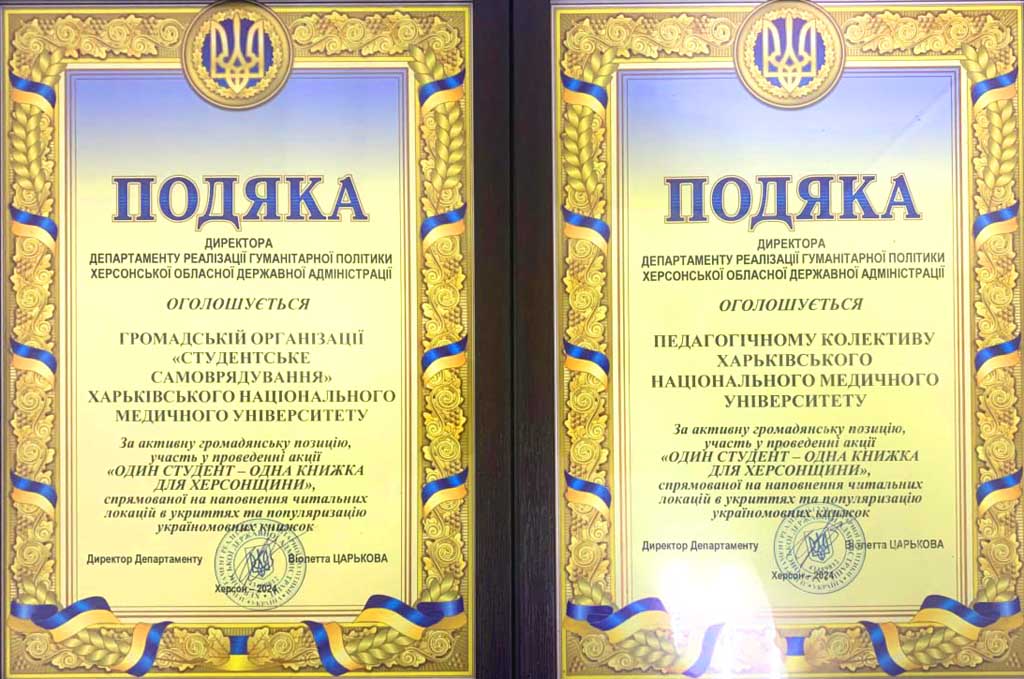 ПОДЯКА
ДИРЕКТОРА
ДЕПАРТАМЕНТУ РЕАЛІЗАЦІЇ ГУМАНІТАРНОЇ ПОЛІТИКИ
ХЕРСОНСЬКОЇ ОБЛАСНОЇ ДЕРЖАВНОЇ АДМІНІСТРАЦІЇ
ОГОЛОШУЄТЬСЯ
ГРОМАДСЬКІЙ ОРГАНІЗАЦІЇ
«СТУДЕНТСЬКЕ
САМОВРЯДУВАННЯ»
ХАРЬКІВСЬКОГО НАЦІОНАЛЬНОГО
МЕДИЧНОГО УНІВЕРСИТЕТУ
За активну громадянську позицію,
участь у проведенні акції
«ОДИН СТУДЕНТ – ОДНА КНИЖКА
ДЛЯ ХЕРСОНЩИНИ»,
спрямованої на наповнення читальних
локацій в укриттях та популяризацію
україномовних книжок
Директор Департаменту Віолетта ЦАРЬКОВА
Херсон – 2024
ПОДЯКА
ДИРЕКТОРА
ДЕПАРТАМЕНТУ РЕАЛІЗАЦІЇ ГУМАНІТАРНОЇ ПОЛІТИКИ
ХЕРСОНСЬКОЇ ОБЛАСНОЇ ДЕРЖАВНОЇ АДМІНІСТРАЦІЇ
ОГОЛОШУЄТЬСЯ
ПЕДАГОГІЧНОМУ КОЛЕКТИВУ
ХАРЬКІВСЬКОГО
НАЦІОНАЛЬНОГО МЕДИЧНОГО
УНІВЕРСИТЕТУ
За активну громадянську позицію,
участь у проведенні акції
«ОДИН СТУДЕНТ – ОДНА КНИЖКА
ДЛЯ ХЕРСОНЩИНИ»,
спрямованої на наповнення читальних
локацій в укриттях та популяризацію
україномовних книжок
Директор Департаменту Віолетта ЦАРЬКОВА
Херсон – 2024